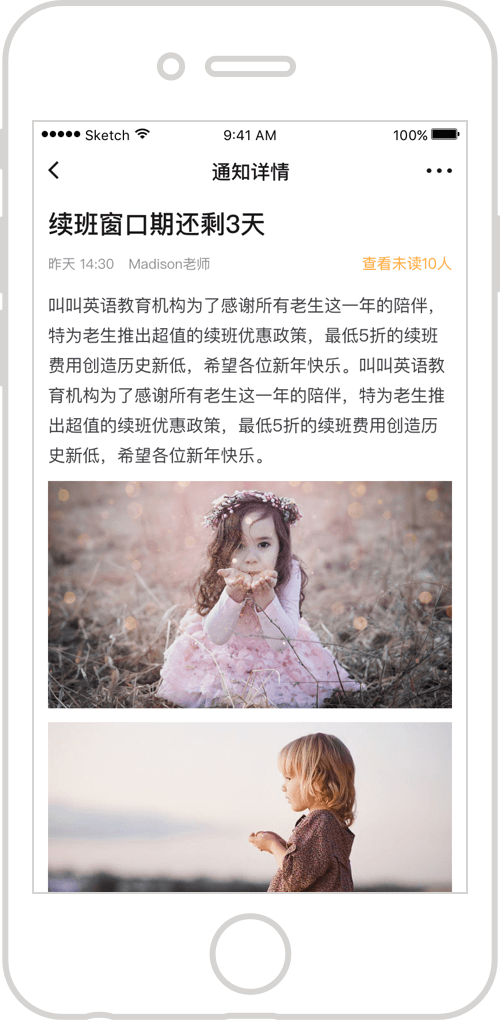 Sketch 9:41 AM 100%
通知详情
续班窗口期还剩3天
昨天 14:30 Madison老师 查看未读10人
叫叫英语教育机构为了感谢所有老生这一年的陪伴，
特为老生推出超值的续班优惠政策，最低5折的续班
费用创造历史新低，希望各位新年快乐。叫叫英语教
育机构为了感谢所有老生这一年的陪伴，特为老生推
出超值的续班优惠政策，最低5折的续班费用创造历
史新低，希望各位新年快乐。